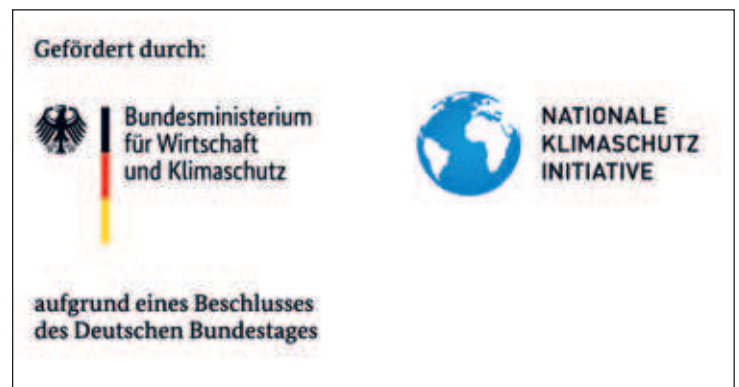 Gefördert durch:
Bundesministerium
für Wirtschaft
und Klimaschutz
NATIONALE
KLIMASCHUTZ
INITIATIVE
aufgrund eines Beschlusses
des Deutschen Bundestages